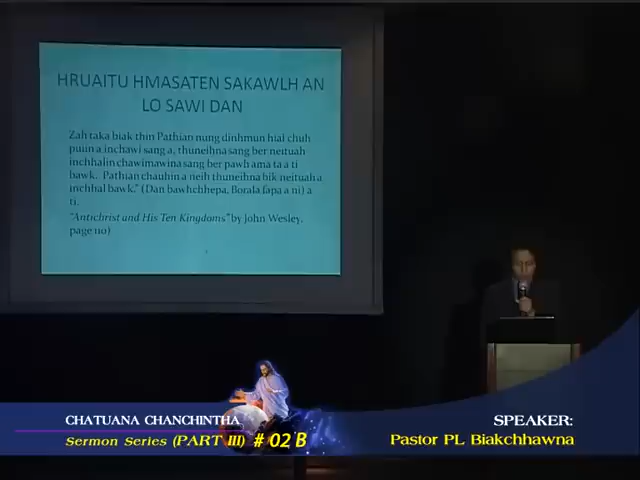 HRUAITU HMASATEN SAKAWLH AN
LO SAWI DAN
Zah taka biak thin Pathian nung dinhmun hiai chuh
puin a inchawi sang a, thuneihna sang ber neituah
inchhalin chawimawina sang ber pawh ama ta a ti
bawk. Pathian chauhin a neih thuneihna bik neituah a
inchhal bawk." (Dan bawhchhepa, Borala fapa a ni) a
ti.
"Antichrist and His Ten Kingdoms" by John Wesley,
page 110)
CHATUANA CHANCHINTHA
Sermon Series (PART III) # 02 B
SPEAKER:
Pastor PL Biakchhawna